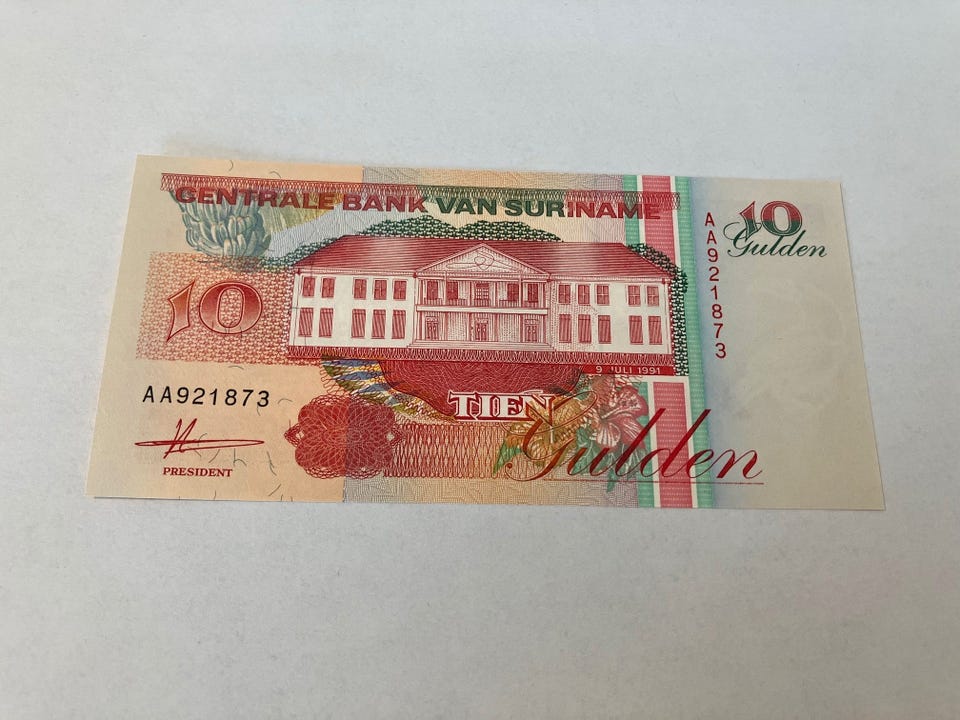 CENTRALE BANK VAN SURINAME
10
Gulden
AA921873
10
9 JULI 1991
AA921873
TIEN
Gulden
PRESIDENT